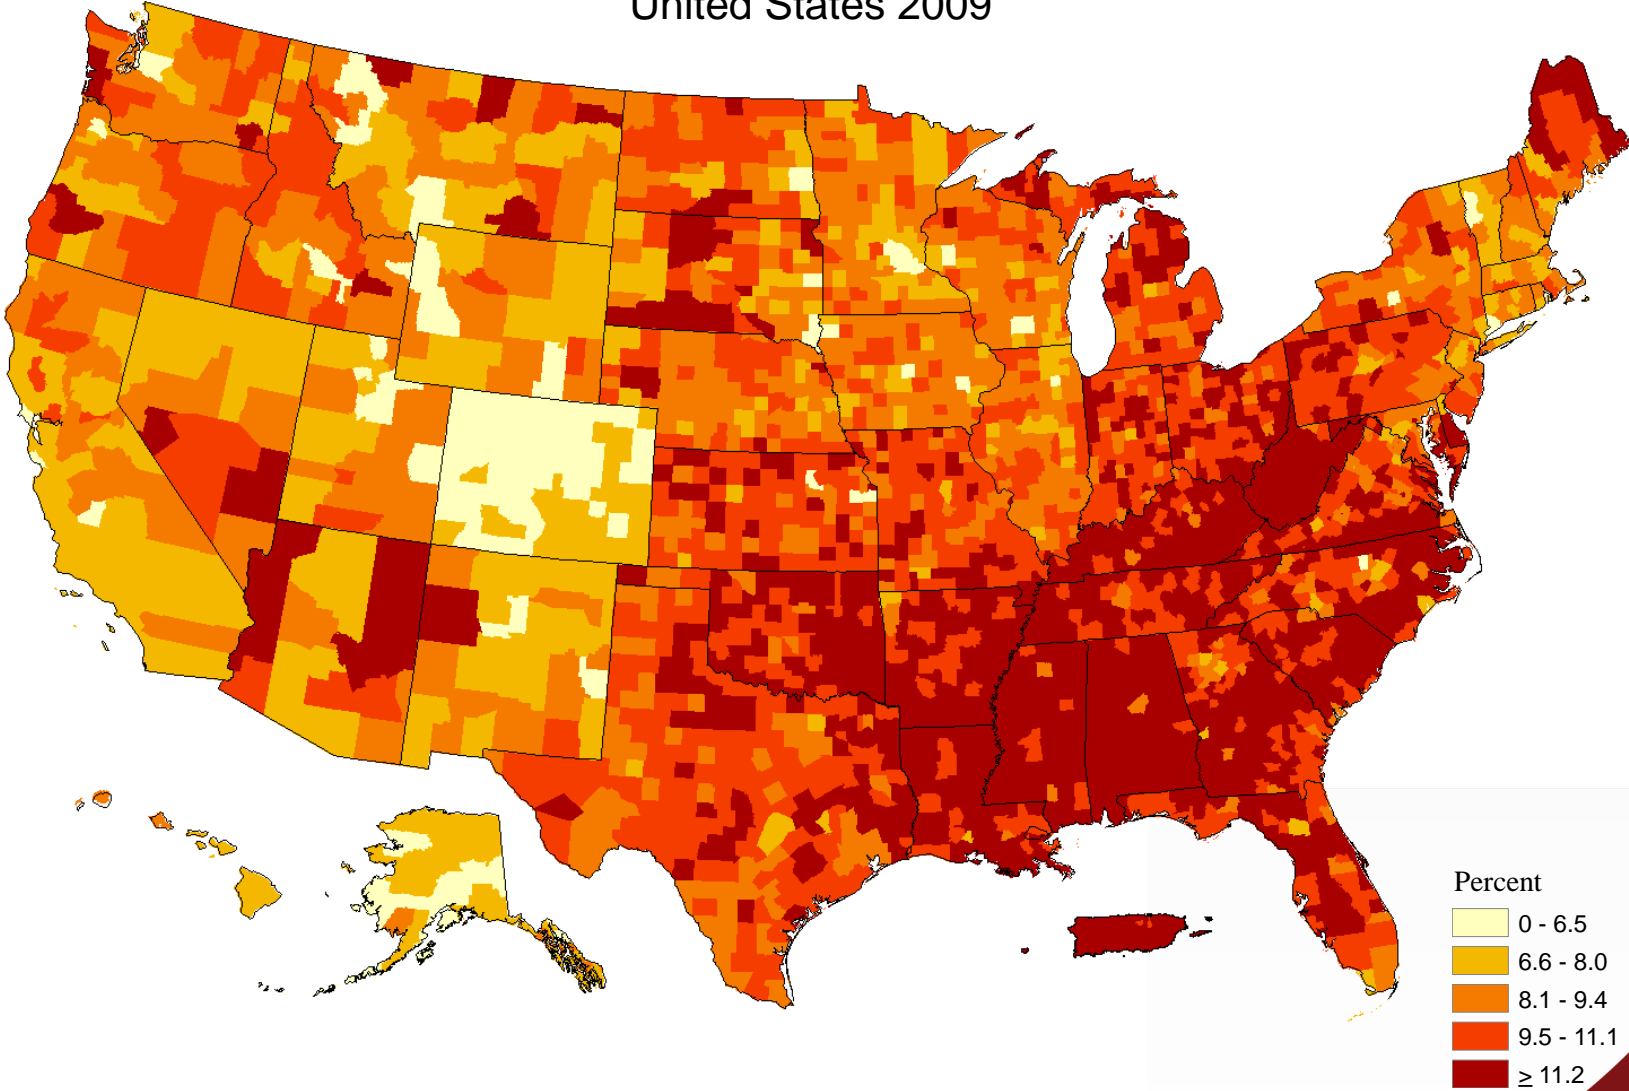 United States 2009
Percent
0 - 6.5
6.6 - 8.0
8.1 - 9.4
9.5 - 11.1
≥ 11.2